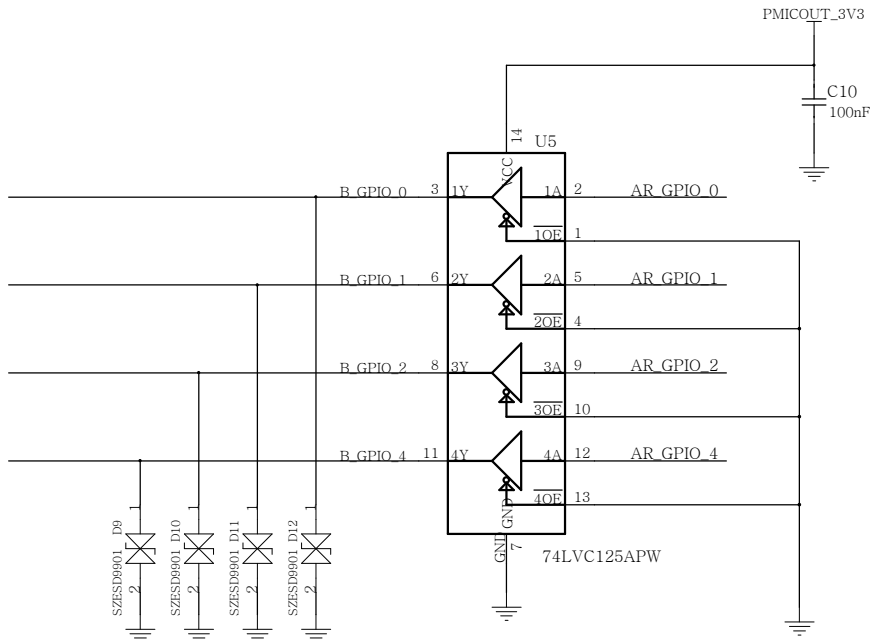 PMICOUT_3V3
C10
100nF
U5
14
VCC
B_GPIO_0 3 1Y 1A 2 AR_GPIO_0
1OE 1
B_GPIO_1 6 2Y 2A 5 AR_GPIO_1
2OE 4
B_GPIO_2 8 3Y 3A 9 AR_GPIO_2
3OE 10
B_GPIO_4 11 4Y 4A 12 AR_GPIO_4
4OE 13
GND
GND
7
74LVC125APW
1 1 1 1
SZESD9901 D9
SZESD9901 D10
SZESD9901 D11
SZESD9901 D12
2 2 2 2